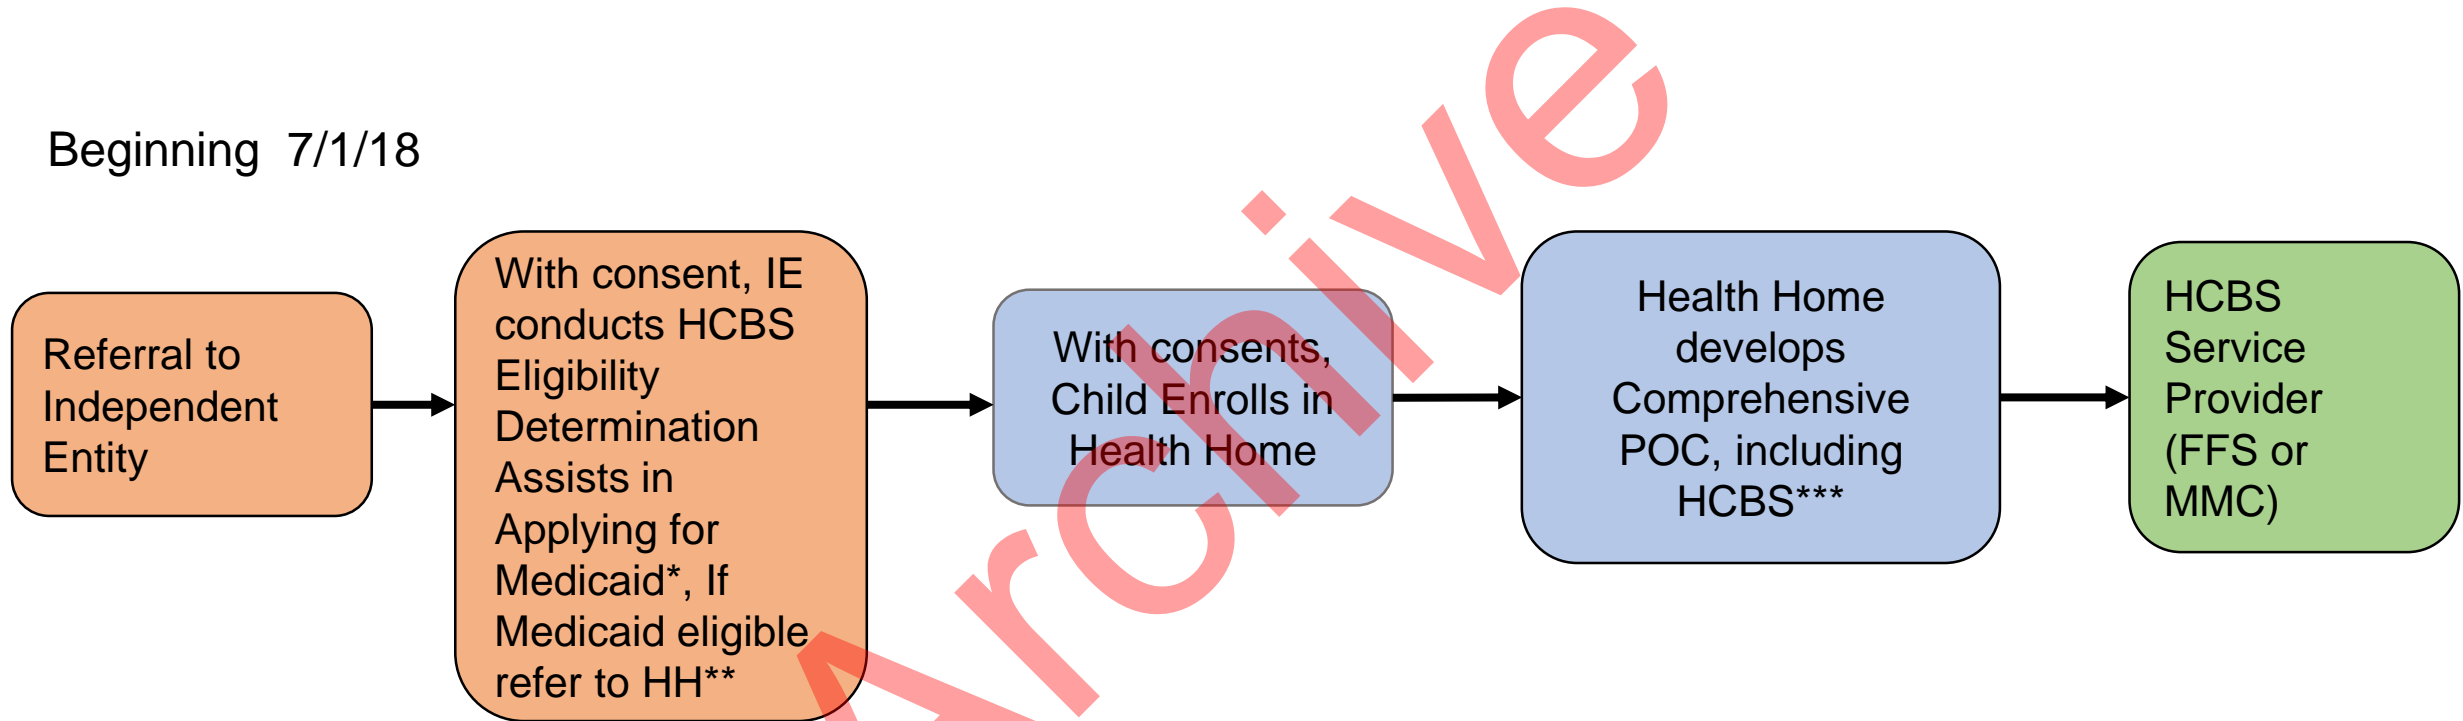 Beginning 7/1/18
Referral to
Independent
Entity
With consent, IE
conducts HCBS
Eligibility
Determination
Assists in
Applying for
Medicaid*, If
Medicaid eligible
refer to HH**
With consents,
Child Enrolls in
Health Home
Health Home
develops
Comprehensive
POC, including
HCBS***
HCBS
Service
Provider
(FFS or
MMC)
Archive